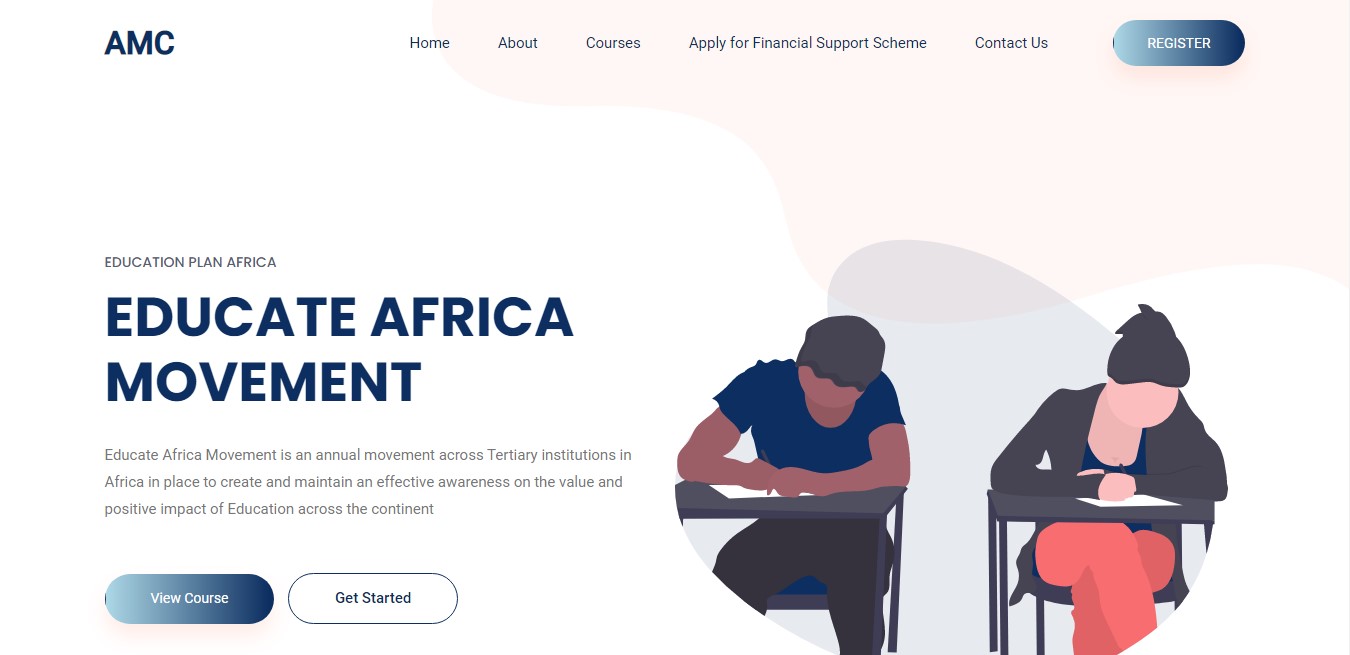 AMC
Home About Courses Apply for Financial Support Scheme Contact Us REGISTER
EDUCATION PLAN AFRICA
EDUCATE AFRICA
MOVEMENT
Educate Africa Movement is an annual movement across Tertiary institutions in
Africa in place to create and maintain an effective awareness on the value and
positive impact of Education across the continent
View Course Get Started